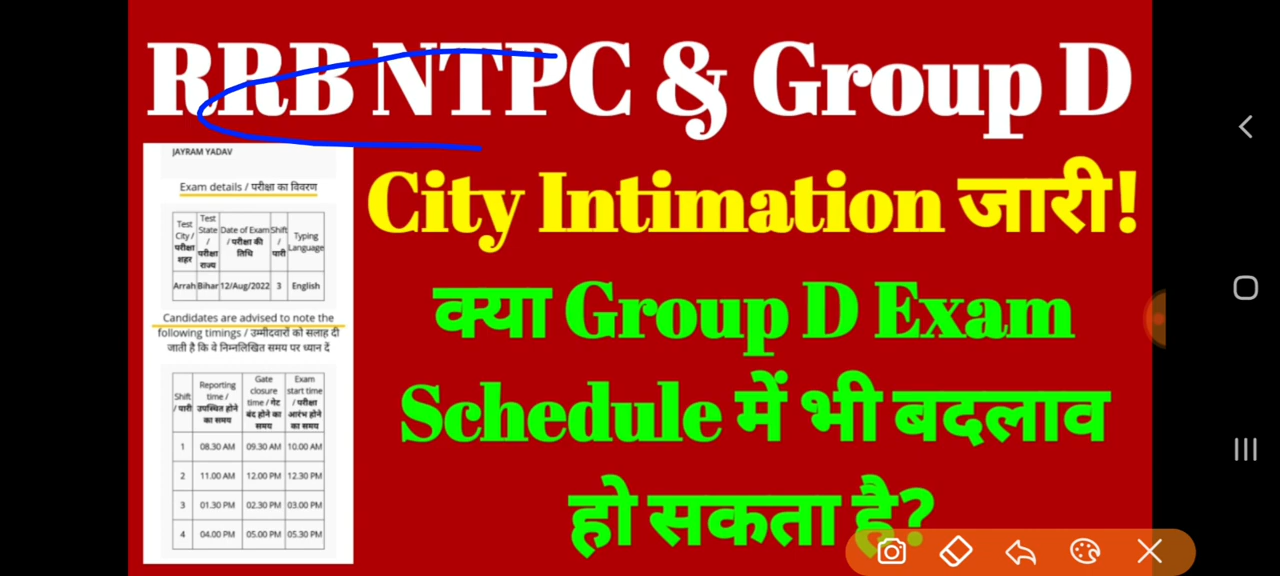 RRB NTPC & Group D
City Intimation जारी!
क्या Group D Exam
Schedule में भी बदलाव
हो सकता है?
JAYRAM YADAV
Exam details / परीक्षा का विवरण
Test City / परीक्षा शहर | Test State / परीक्षा राज्य | Date of Exam / परीक्षा की तिथि | Shift / पारी | Typing Language
Arrah | Bihar | 12/Aug/2022 | 3 | English
Candidates are advised to note the
following timings / उम्मीदवारों को सलाह दी
जाती है कि वे निम्नलिखित समय पर ध्यान दें
Shift / पारी | Reporting time / उपस्थित होने का समय | Gate closure time / गेट बंद होने का समय | Exam start time / परीक्षा आरंभ होने का समय
1 | 08.30 AM | 09.30 AM | 10.00 AM
2 | 11.00 AM | 12.00 PM | 12.30 PM
3 | 01.30 PM | 02.30 PM | 03.00 PM
4 | 04.00 PM | 05.00 PM | 05.30 PM